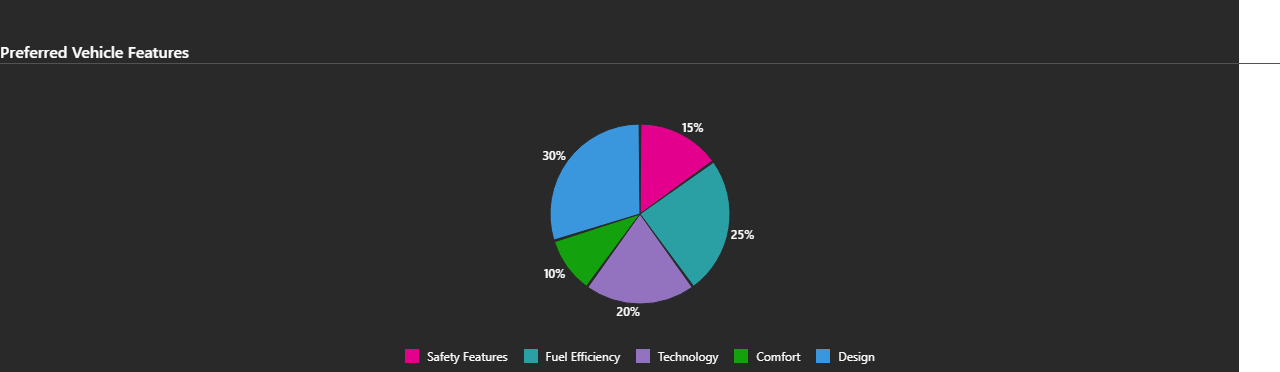 Preferred Vehicle Features
15%
30%
25%
10%
20%
Safety Features Fuel Efficiency Technology Comfort Design